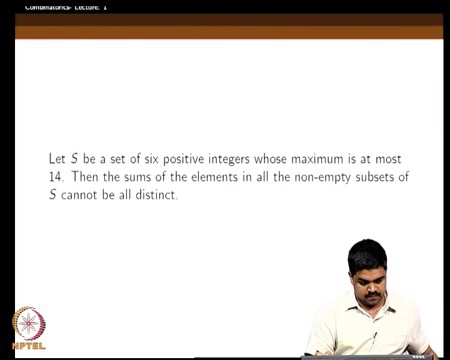 Combinatorics- Lecture: 1
Let S be a set of six positive integers whose maximum is at most
14. Then the sums of the elements in all the non-empty subsets of
S cannot be all distinct.
NPTEL